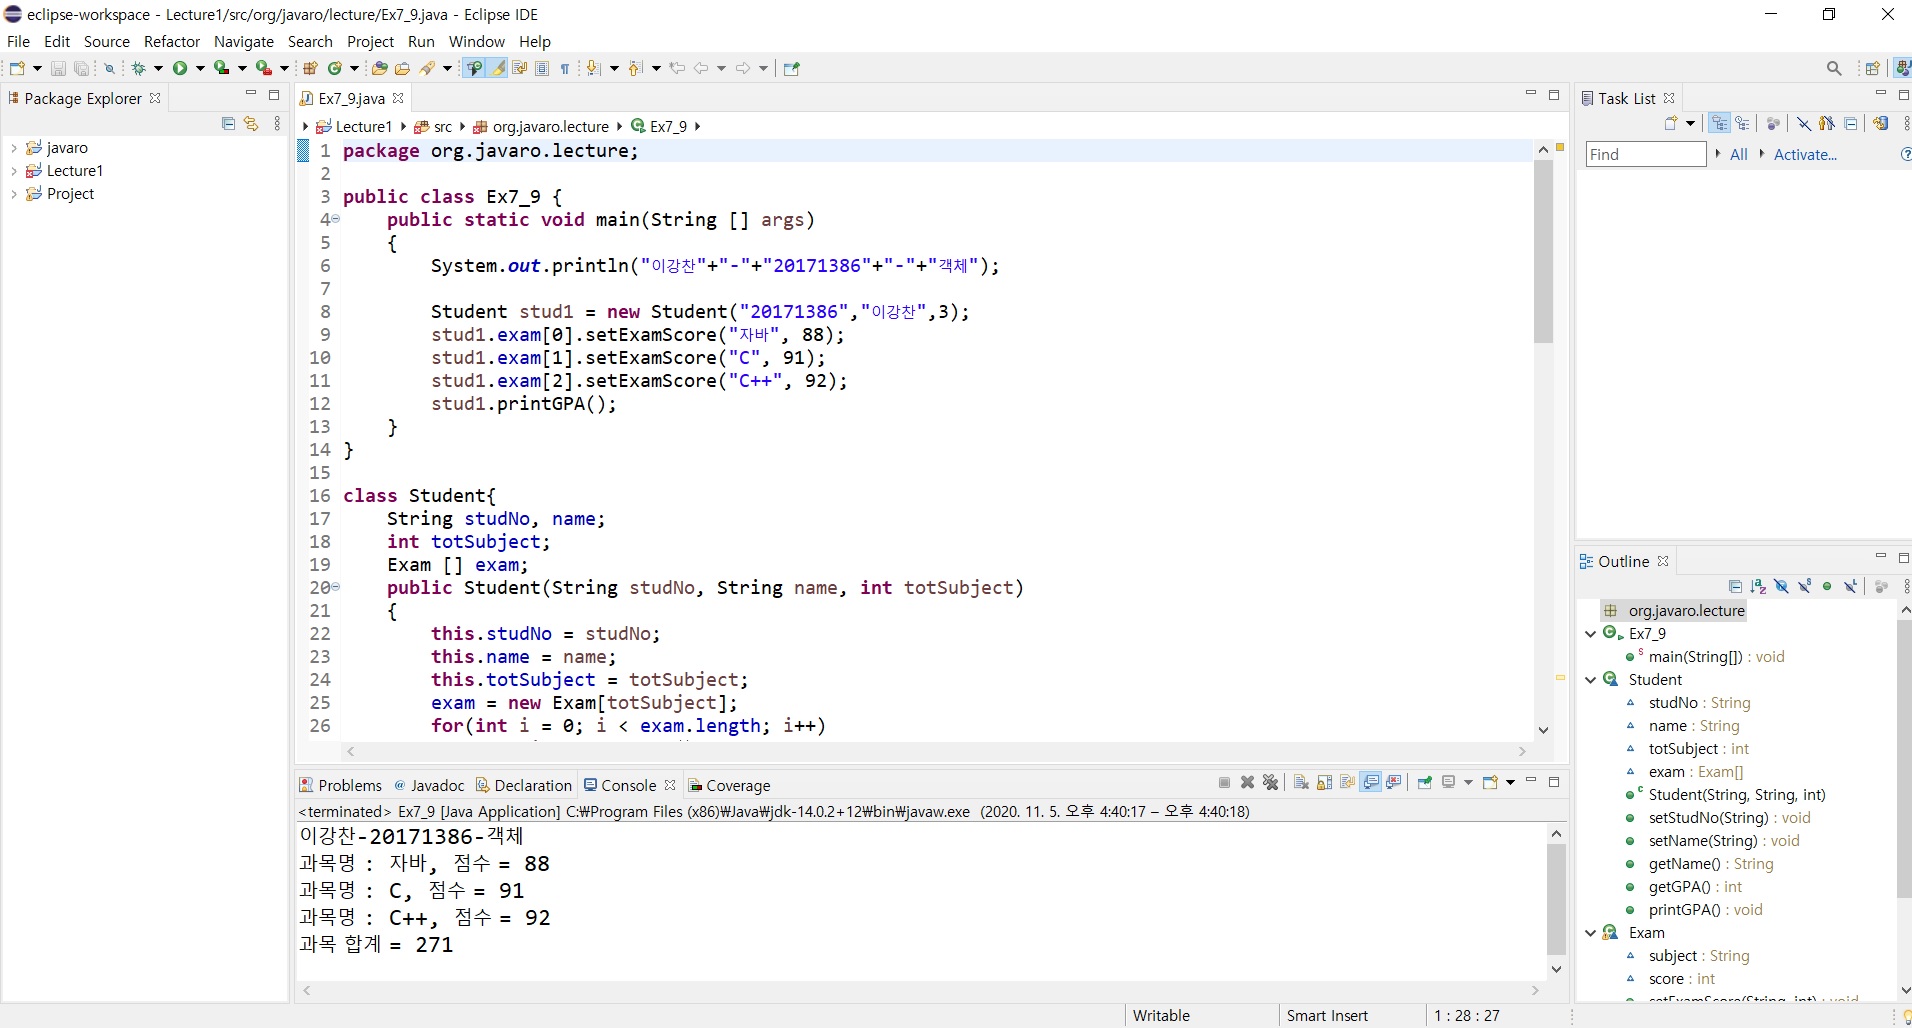 eclipse-workspace - Lecture1/src/org/javaro/lecture/Ex7_9.java - Eclipse IDE
File Edit Source Refactor Navigate Search Project Run Window Help
Package Explorer
javaro
Lecture1
Project
Ex7_9.java
Lecture1 src org.javaro.lecture Ex7_9
1 package org.javaro.lecture;
2
3 public class Ex7_9 {
4 public static void main(String [] args)
5 {
6 System.out.println("이강찬"+"-"+"20171386"+"-"+"객체");
7
8 Student stud1 = new Student("20171386","이강찬",3);
9 stud1.exam[0].setExamScore("자바", 88);
10 stud1.exam[1].setExamScore("C", 91);
11 stud1.exam[2].setExamScore("C++", 92);
12 stud1.printGPA();
13 }
14 }
15
16 class Student{
17 String studNo, name;
18 int totSubject;
19 Exam [] exam;
20 public Student(String studNo, String name, int totSubject)
21 {
22 this.studNo = studNo;
23 this.name = name;
24 this.totSubject = totSubject;
25 exam = new Exam[totSubject];
26 for(int i = 0; i < exam.length; i++)
Problems Javadoc Declaration Console Coverage
<terminated> Ex7_9 [Java Application] C:₩Program Files (x86)₩Java₩jdk-14.0.2+12₩bin₩javaw.exe (2020. 11. 5. 오후 4:40:17 – 오후 4:40:18)
이강찬-20171386-객체
과목명 : 자바, 점수 = 88
과목명 : C, 점수 = 91
과목명 : C++, 점수 = 92
과목 합계 = 271
Task List
Find All Activate...
Outline
org.javaro.lecture
Ex7_9
main(String[]) : void
Student
studNo : String
name : String
totSubject : int
exam : Exam[]
Student(String, String, int)
setStudNo(String) : void
setName(String) : void
getName() : String
getGPA() : int
printGPA() : void
Exam
subject : String
score : int
setExamScore(String, int) : void
Writable Smart Insert 1 : 28 : 27